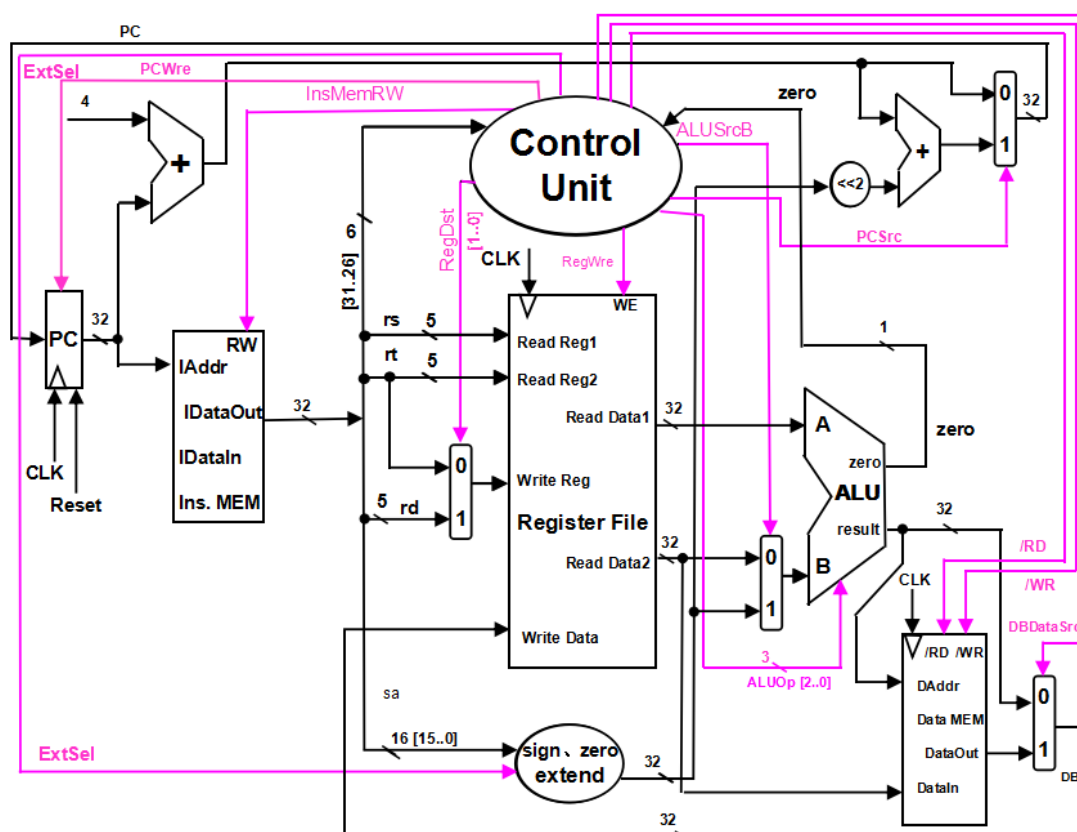 PC
ExtSel
PCWre
4
InsMemRW
+
Control
Unit
ALUSrcB
zero
0
32
1
+
<<2
PCSrc
6
[31..26]
RegDst
[1..0]
CLK
RegWre
WE
PC
32
RW
IAddr
IDataOut
IDataIn
Ins. MEM
32
CLK
Reset
rs
5
rt
5
5
rd
0
1
Read Reg1
Read Reg2
Read Data1
Write Reg
Register File
Read Data2
Write Data
32
32
0
1
A
zero
ALU
result
B
1
zero
32
3
ALUOp [2..0]
/RD
/WR
CLK
/RD /WR
DAddr
Data MEM
DataOut
DataIn
DBDataSrc
0
1
DB
sa
16 [15..0]
ExtSel
sign、zero
extend
32
32